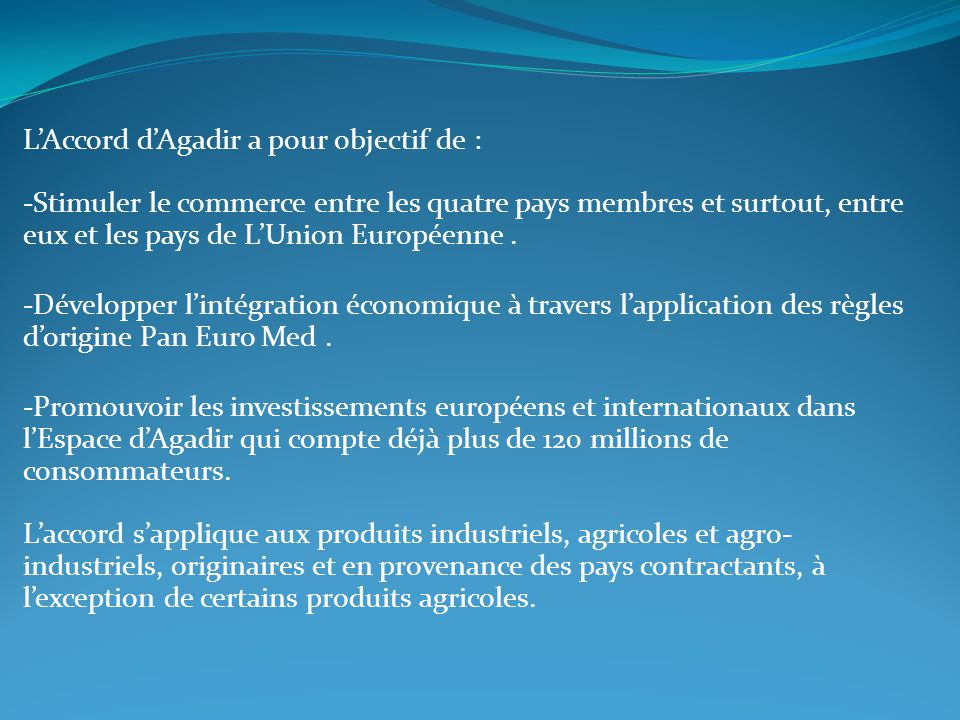 L’Accord d’Agadir a pour objectif de :
-Stimuler le commerce entre les quatre pays membres et surtout, entre
eux et les pays de L’Union Européenne .
-Développer l’intégration économique à travers l’application des règles
d’origine Pan Euro Med .
-Promouvoir les investissements européens et internationaux dans
l’Espace d’Agadir qui compte déjà plus de 120 millions de
consommateurs.
L’accord s’applique aux produits industriels, agricoles et agro-
industriels, originaires et en provenance des pays contractants, à
l’exception de certains produits agricoles.